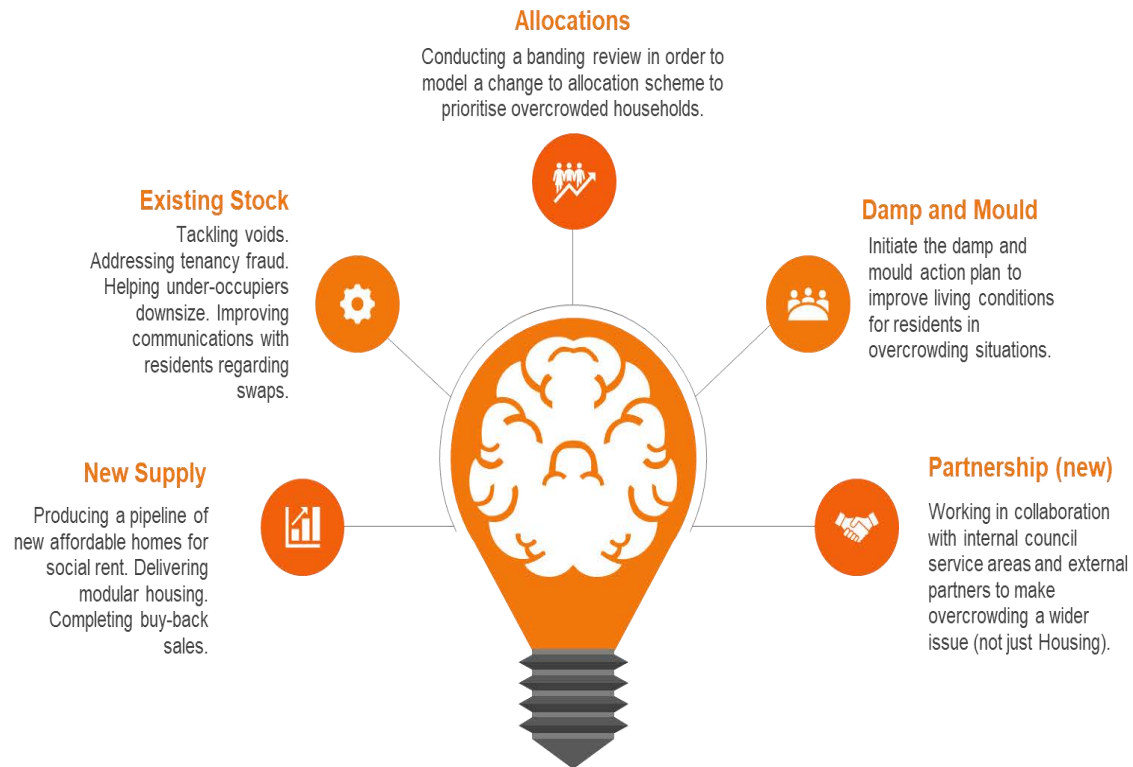 Allocations
Conducting a banding review in order to
model a change to allocation scheme to
prioritise overcrowded households.
Existing Stock
Tackling voids.
Addressing tenancy fraud.
Helping under-occupiers
downsize. Improving
communications with
residents regarding
swaps.
Damp and Mould
Initiate the damp and
mould action plan to
improve living conditions
for residents in
overcrowding situations.
New Supply
Producing a pipeline of
new affordable homes for
social rent. Delivering
modular housing.
Completing buy-back
sales.
Partnership (new)
Working in collaboration
with internal council
service areas and external
partners to make
overcrowding a wider
issue (not just Housing).